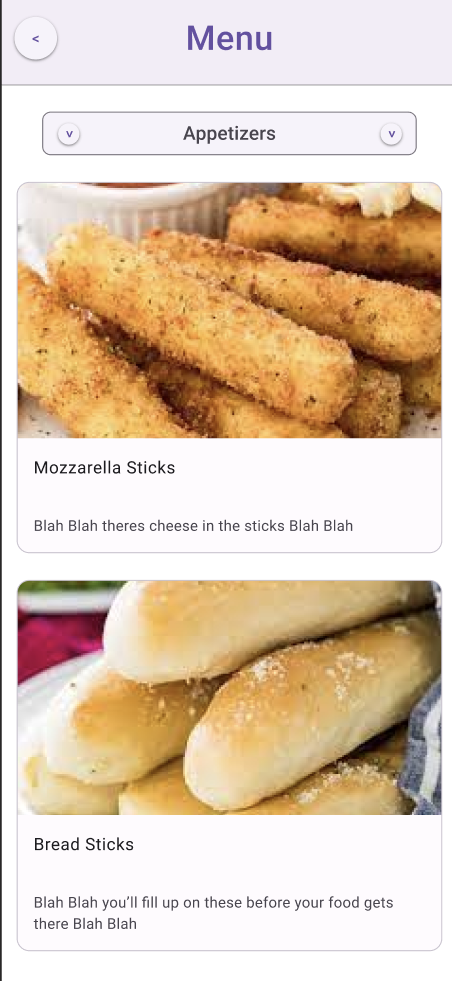 <
Menu
v Appetizers v
Mozzarella Sticks
Blah Blah theres cheese in the sticks Blah Blah
Bread Sticks
Blah Blah you’ll fill up on these before your food gets
there Blah Blah